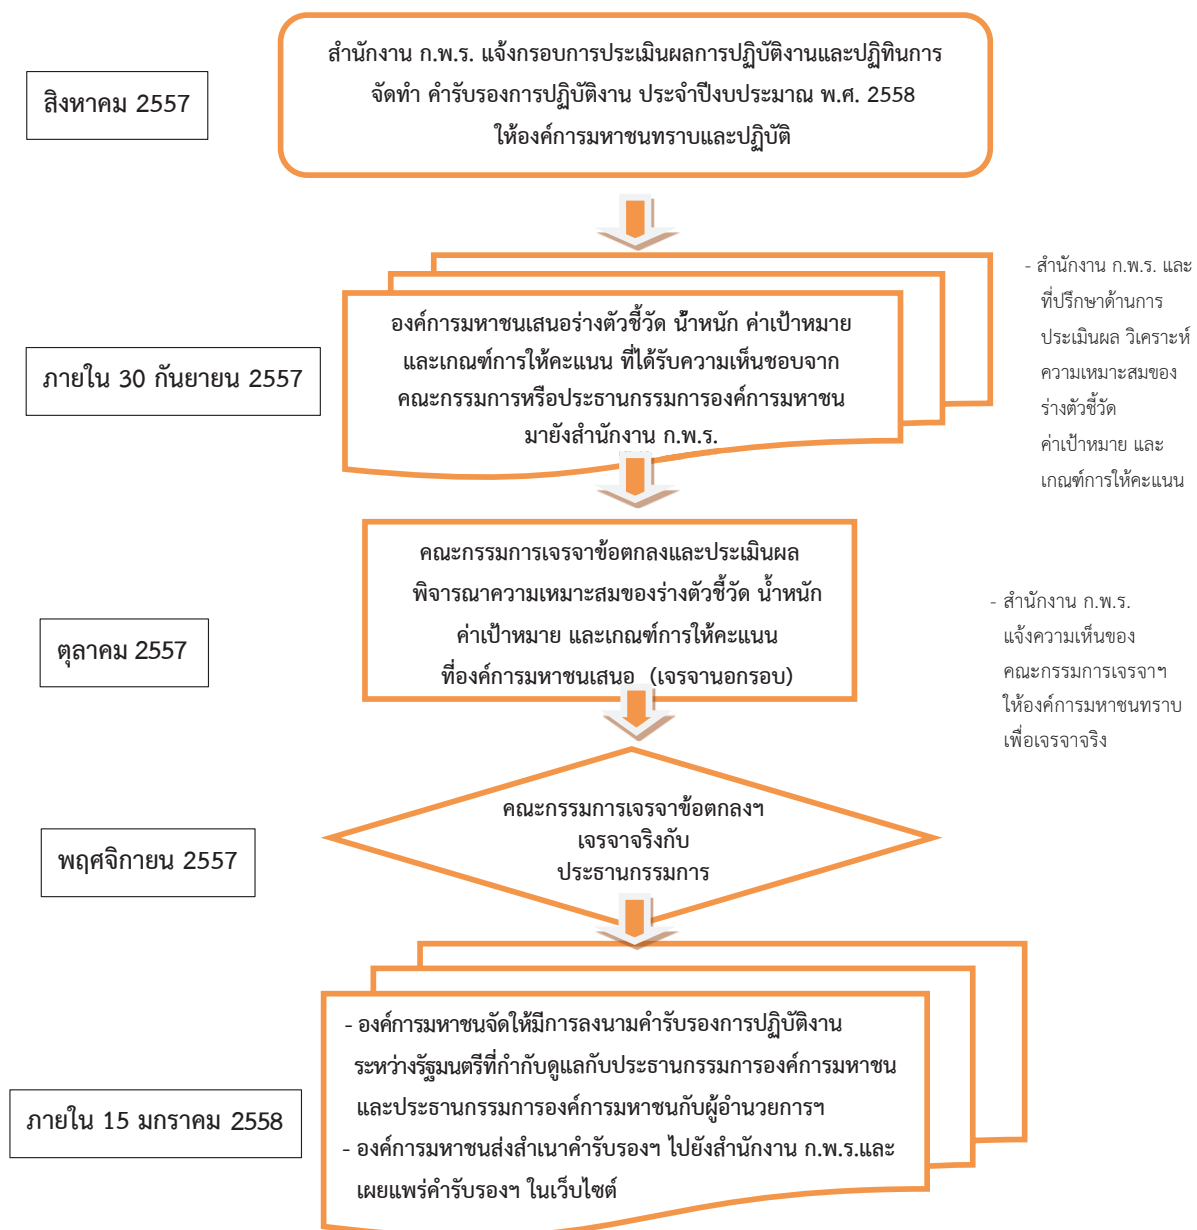 สิงหาคม 2557
สำนักงาน ก.พ.ร. แจ้งกรอบการประเมินผลการปฏิบัติงานและปฏิทินการ
จัดทำ คำรับรองการปฏิบัติงาน ประจำปีงบประมาณ พ.ศ. 2558
ให้องค์การมหาชนทราบและปฏิบัติ
ภายใน 30 กันยายน 2557
องค์การมหาชนเสนอร่างตัวชี้วัด น้ำหนัก ค่าเป้าหมาย
และเกณฑ์การให้คะแนน ที่ได้รับความเห็นชอบจาก
คณะกรรมการหรือประธานกรรมการองค์การมหาชน
มายังสำนักงาน ก.พ.ร.
- สำนักงาน ก.พ.ร. และ
ที่ปรึกษาด้านการ
ประเมินผล วิเคราะห์
ความเหมาะสมของ
ร่างตัวชี้วัด
ค่าเป้าหมาย และ
เกณฑ์การให้คะแนน
ตุลาคม 2557
คณะกรรมการเจรจาข้อตกลงและประเมินผล
พิจารณาความเหมาะสมของร่างตัวชี้วัด น้ำหนัก
ค่าเป้าหมาย และเกณฑ์การให้คะแนน
ที่องค์การมหาชนเสนอ (เจรจานอกรอบ)
- สำนักงาน ก.พ.ร.
แจ้งความเห็นของ
คณะกรรมการเจรจาฯ
ให้องค์การมหาชนทราบ
เพื่อเจรจาจริง
พฤศจิกายน 2557
คณะกรรมการเจรจาข้อตกลงฯ
เจรจาจริงกับ
ประธานกรรมการ
ภายใน 15 มกราคม 2558
- องค์การมหาชนจัดให้มีการลงนามคำรับรองการปฏิบัติงาน
ระหว่างรัฐมนตรีที่กำกับดูแลกับประธานกรรมการองค์การมหาชน
และประธานกรรมการองค์การมหาชนกับผู้อำนวยการฯ
- องค์การมหาชนส่งสำเนาคำรับรองฯ ไปยังสำนักงาน ก.พ.ร.และ
เผยแพร่คำรับรองฯ ในเว็บไซต์